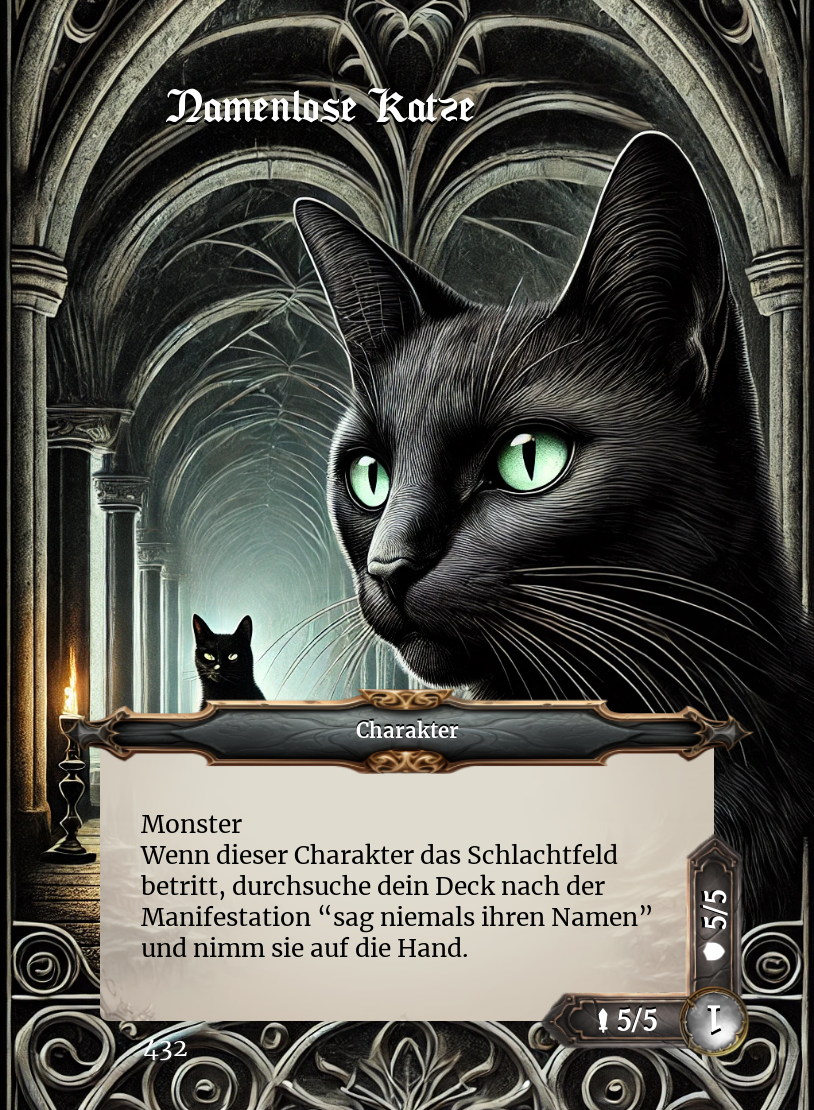 Namenlose Katze
Charakter
Monster
Wenn dieser Charakter das Schlachtfeld
betritt, durchsuche dein Deck nach der
Manifestation “sag niemals ihren Namen”
und nimm sie auf die Hand.
5/5
5/5
1
432